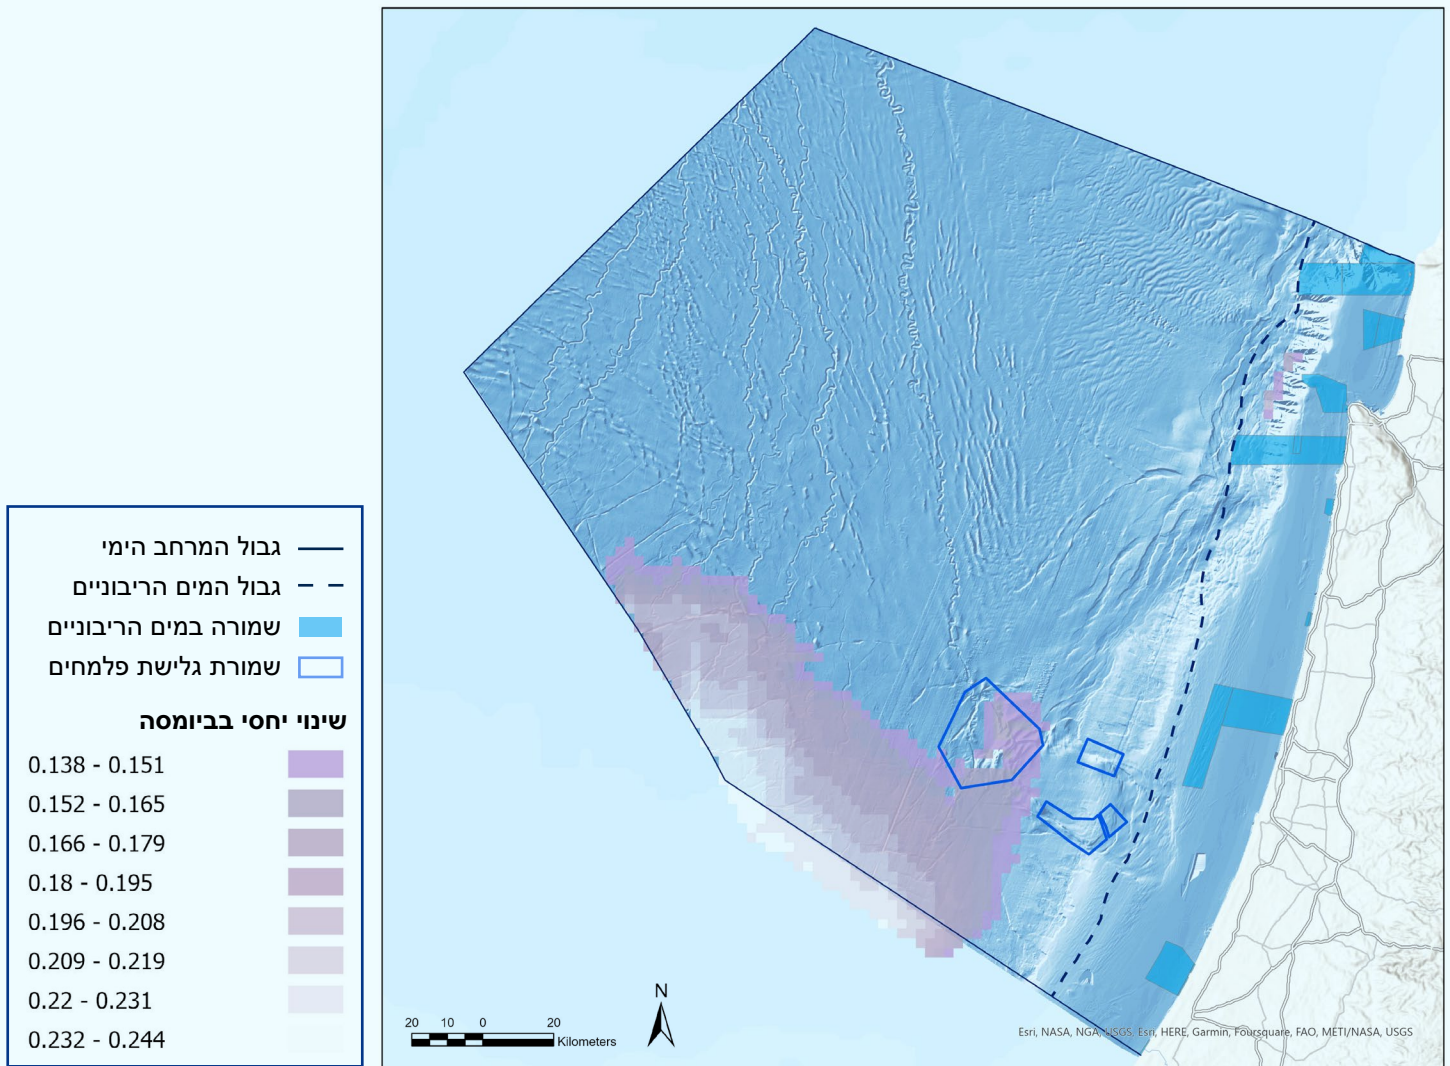 גבול המרחב הימי
גבול המים הריבוניים
שמורה במים הריבוניים
שמורת גלישת פלמחים
שינוי יחסי בביומסה
0.138 - 0.151
0.152 - 0.165
0.166 - 0.179
0.18 - 0.195
0.196 - 0.208
0.209 - 0.219
0.22 - 0.231
0.232 - 0.244
N
20 10 0 20
Kilometers
Esri, NASA, NGA, USGS, Esri, HERE, Garmin, Foursquare, FAO, METI/NASA, USGS